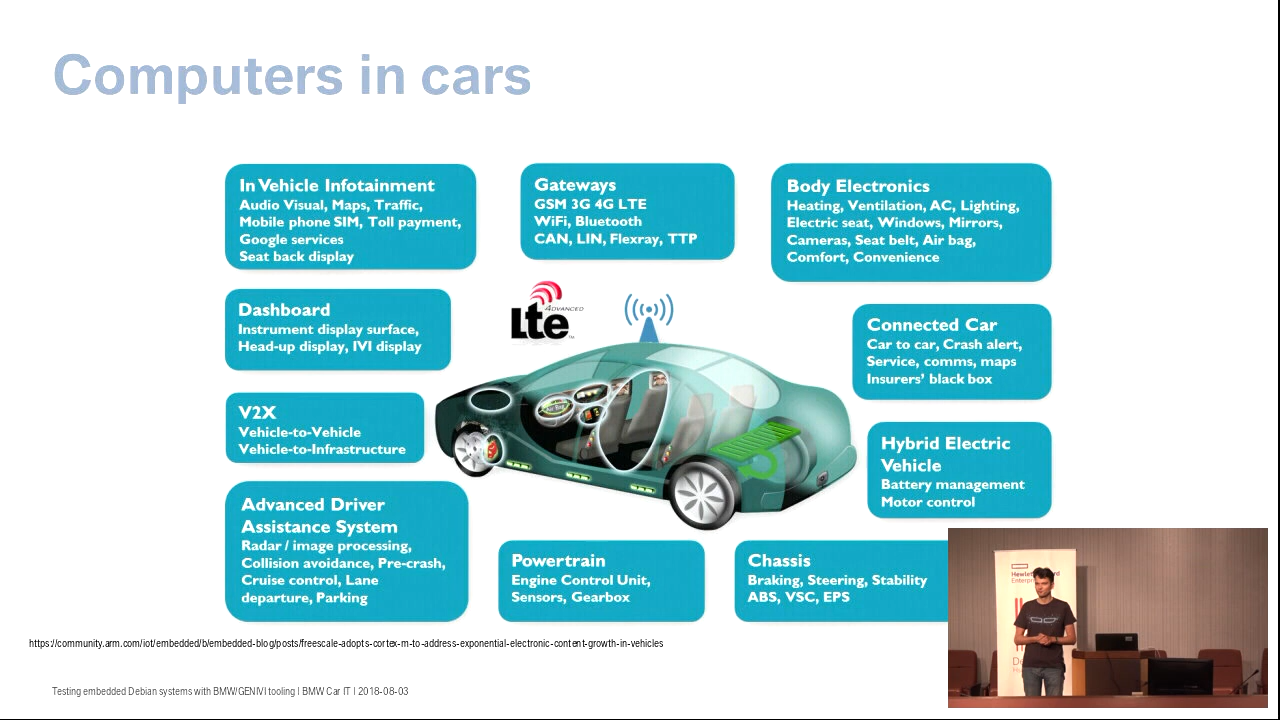 Computers in cars
In Vehicle Infotainment
Audio Visual, Maps, Traffic,
Mobile phone SIM, Toll payment,
Google services
Seat back display
Gateways
GSM 3G 4G LTE
WiFi, Bluetooth
CAN, LIN, Flexray, TTP
Body Electronics
Heating, Ventilation, AC, Lighting,
Electric seat, Windows, Mirrors,
Cameras, Seat belt, Air bag,
Comfort, Convenience
Dashboard
Instrument display surface,
Head-up display, IVI display
Lte
4DVANCED
Connected Car
Car to car, Crash alert,
Service, comms, maps
Insurers' black box
V2X
Vehicle-to-Vehicle
Vehicle-to-Infrastructure
Air Bag
Hybrid Electric
Vehicle
Battery management
Motor control
Advanced Driver
Assistance System
Radar / image processing,
Collision avoidance, Pre-crash,
Cruise control, Lane
departure, Parking
Powertrain
Engine Control Unit,
Sensors, Gearbox
Chassis
Braking, Steering, Stability
ABS, VSC, EPS
https://community.arm.com/iot/embedded/b/embedded-blog/posts/freescale-adopts-cortex-m-to-address-exponential-electronic-content-growth-in-vehicles
Testing embedded Debian systems with BMW/GENIVI tooling | BMW Car IT | 2018-08-03